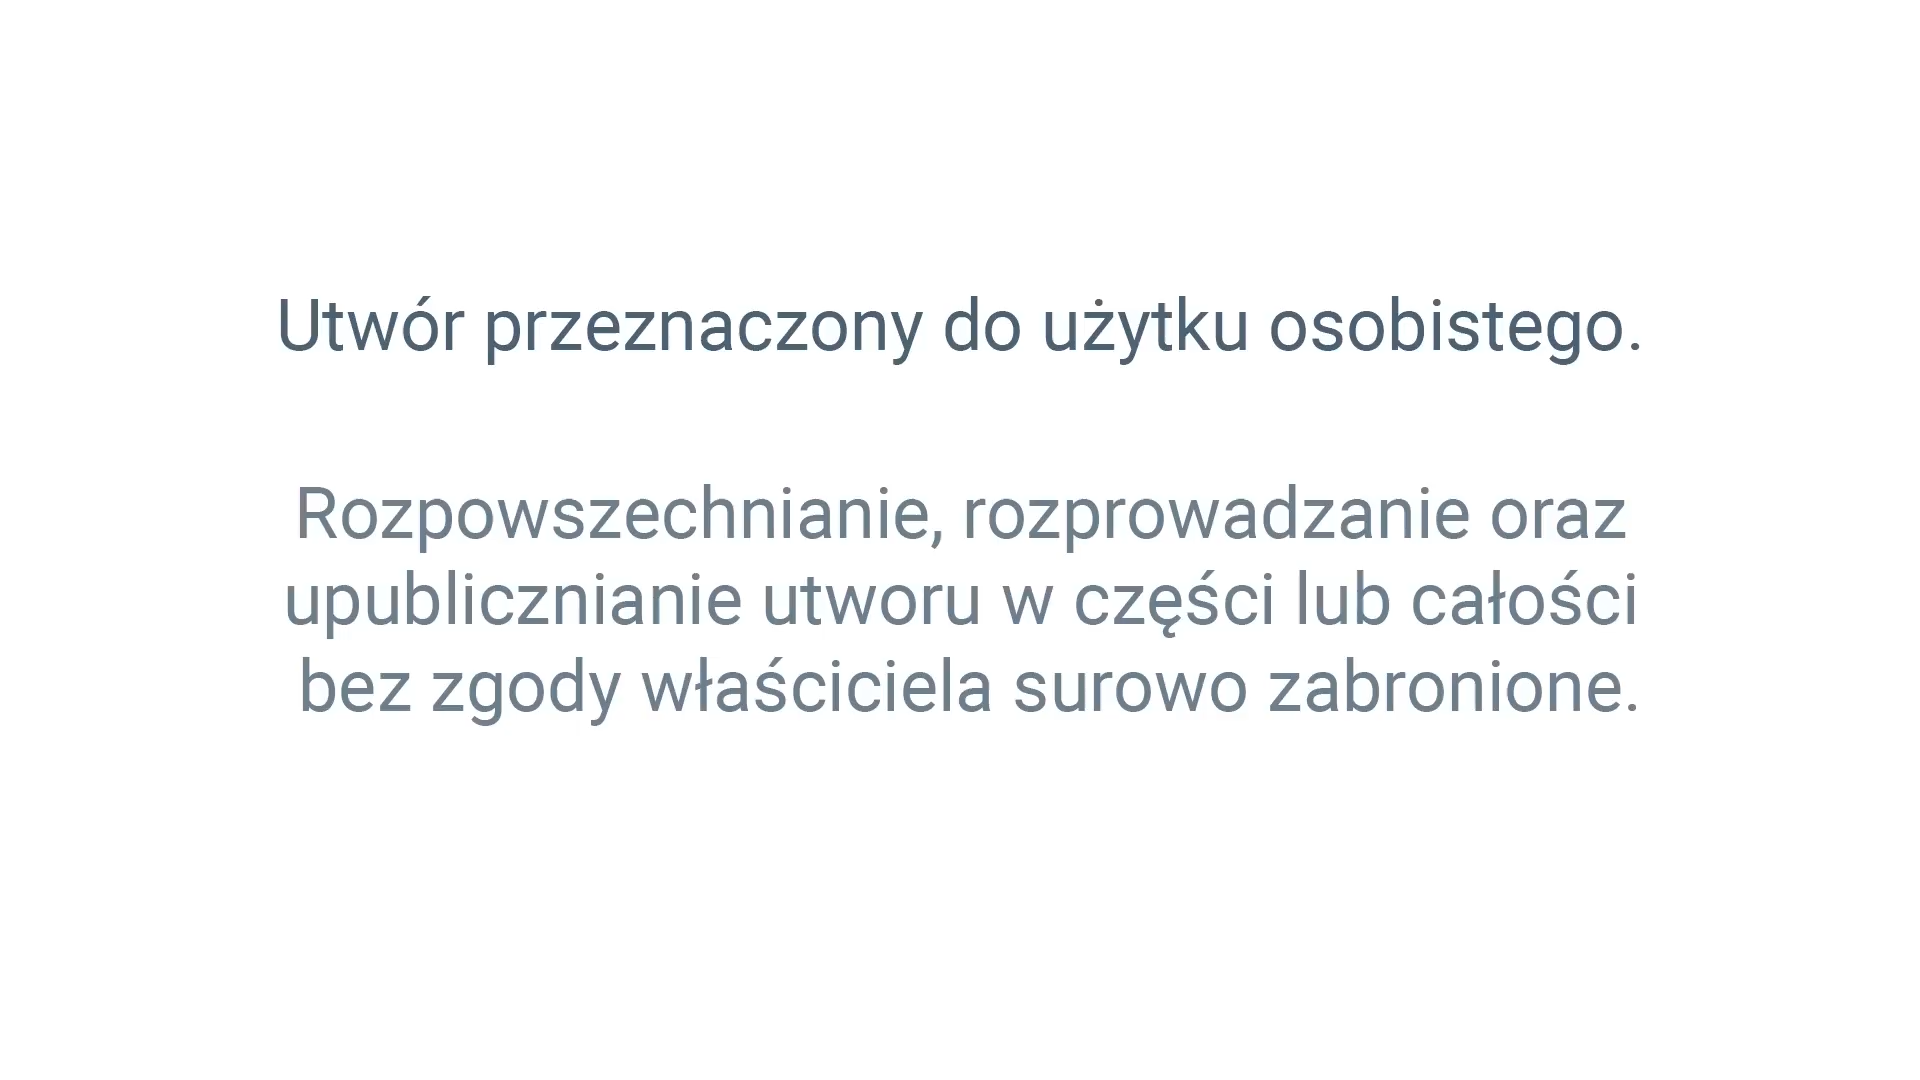 Utwór przeznaczony do użytku osobistego.
Rozpowszechnianie, rozprowadzanie oraz
upublicznianie utworu w części lub całości
bez zgody właściciela surowo zabronione.